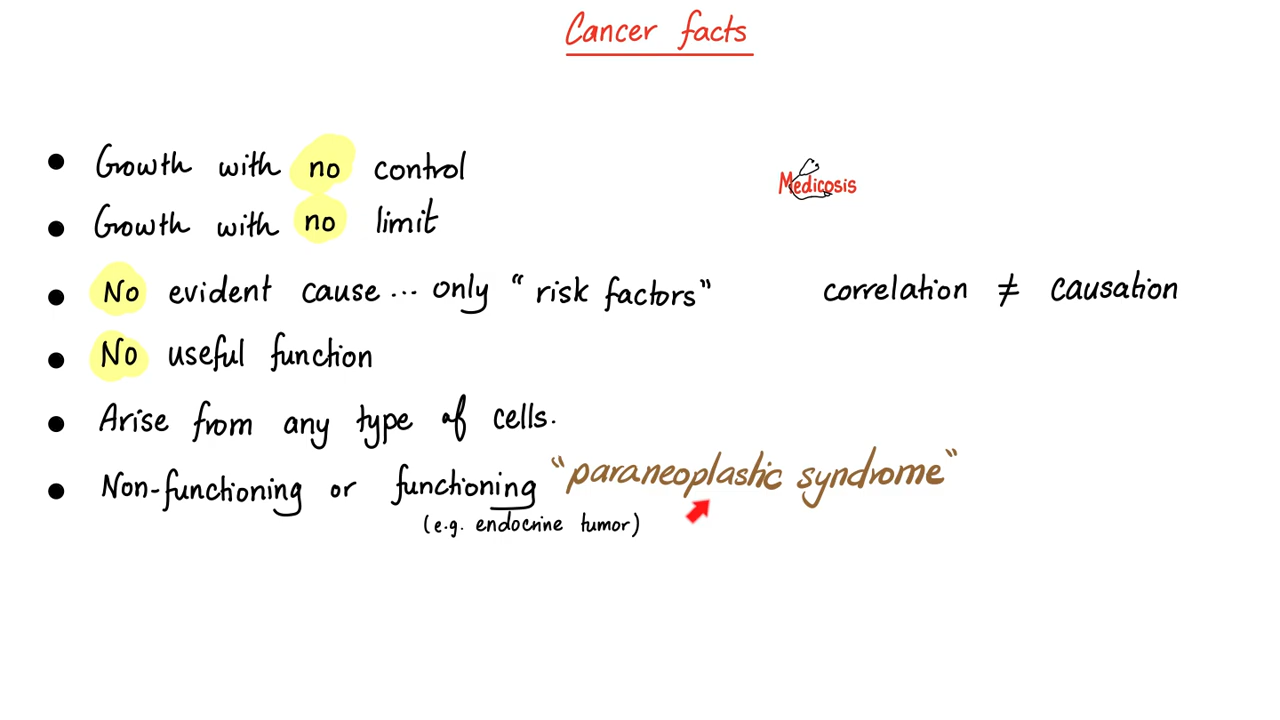 Cancer facts
• Growth with no control
Medicosis
• Growth with no limit
• No evident cause... only "risk factors" correlation ≠ causation
• No useful function
• Arise from any type of cells.
• Non-functioning or functioning "paraneoplastic syndrome"
(e.g. endocrine tumor)